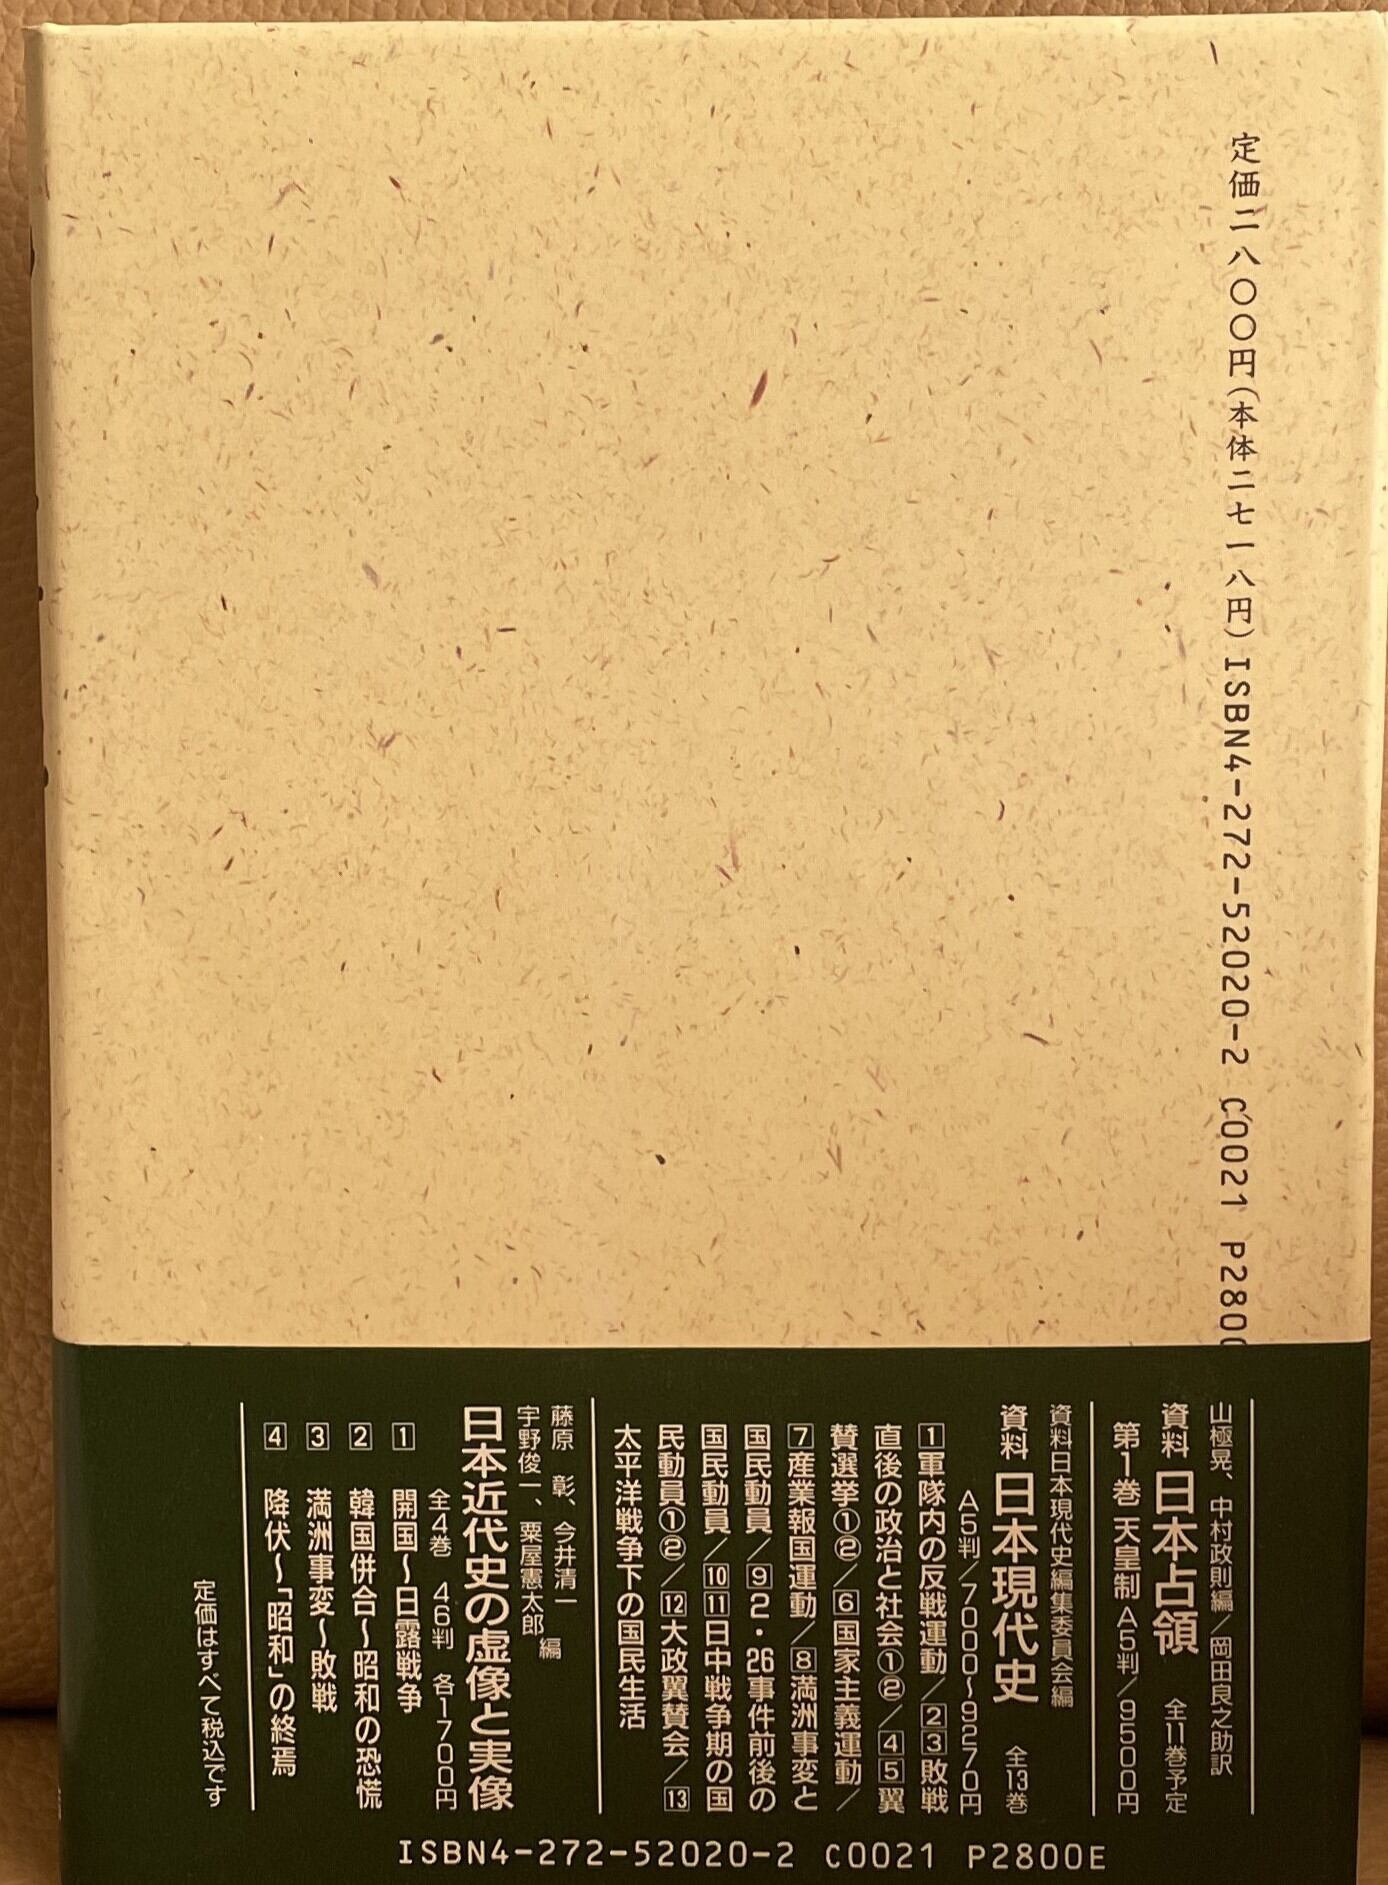 定価二八〇〇円(本体二七一八円) ISBN4-272-52020-2 C0021 P2800
山極晃、中村政則編/岡田良之助訳
資料 日本占領 全11巻予定
第1巻 天皇制 A5判/9500円
資料日本現代史編集委員会編
資料 日本現代史 全13巻
A5判/7000〜9270円
1軍隊内の反戦運動/23敗戦
直後の政治と社会①②/45翼
賛選挙①②/6国家主義運動/
7産業報国運動/8満洲事変と
国民動員/92・26事件前後の
国民動員/1011日中戦争期の国
民動員①②/12大政翼賛会/13
太平洋戦争下の国民生活
藤原 彰、今井清一
宇野俊一、粟屋憲太郎 編
日本近代史の虚像と実像
全4巻 46判 各1700円
1 開国〜日露戦争
2 韓国併合〜昭和の恐慌
3 満洲事変〜敗戦
4 降伏〜「昭和」の終焉
定価はすべて税込です
ISBN4-272-52020-2 C0021 P2800E